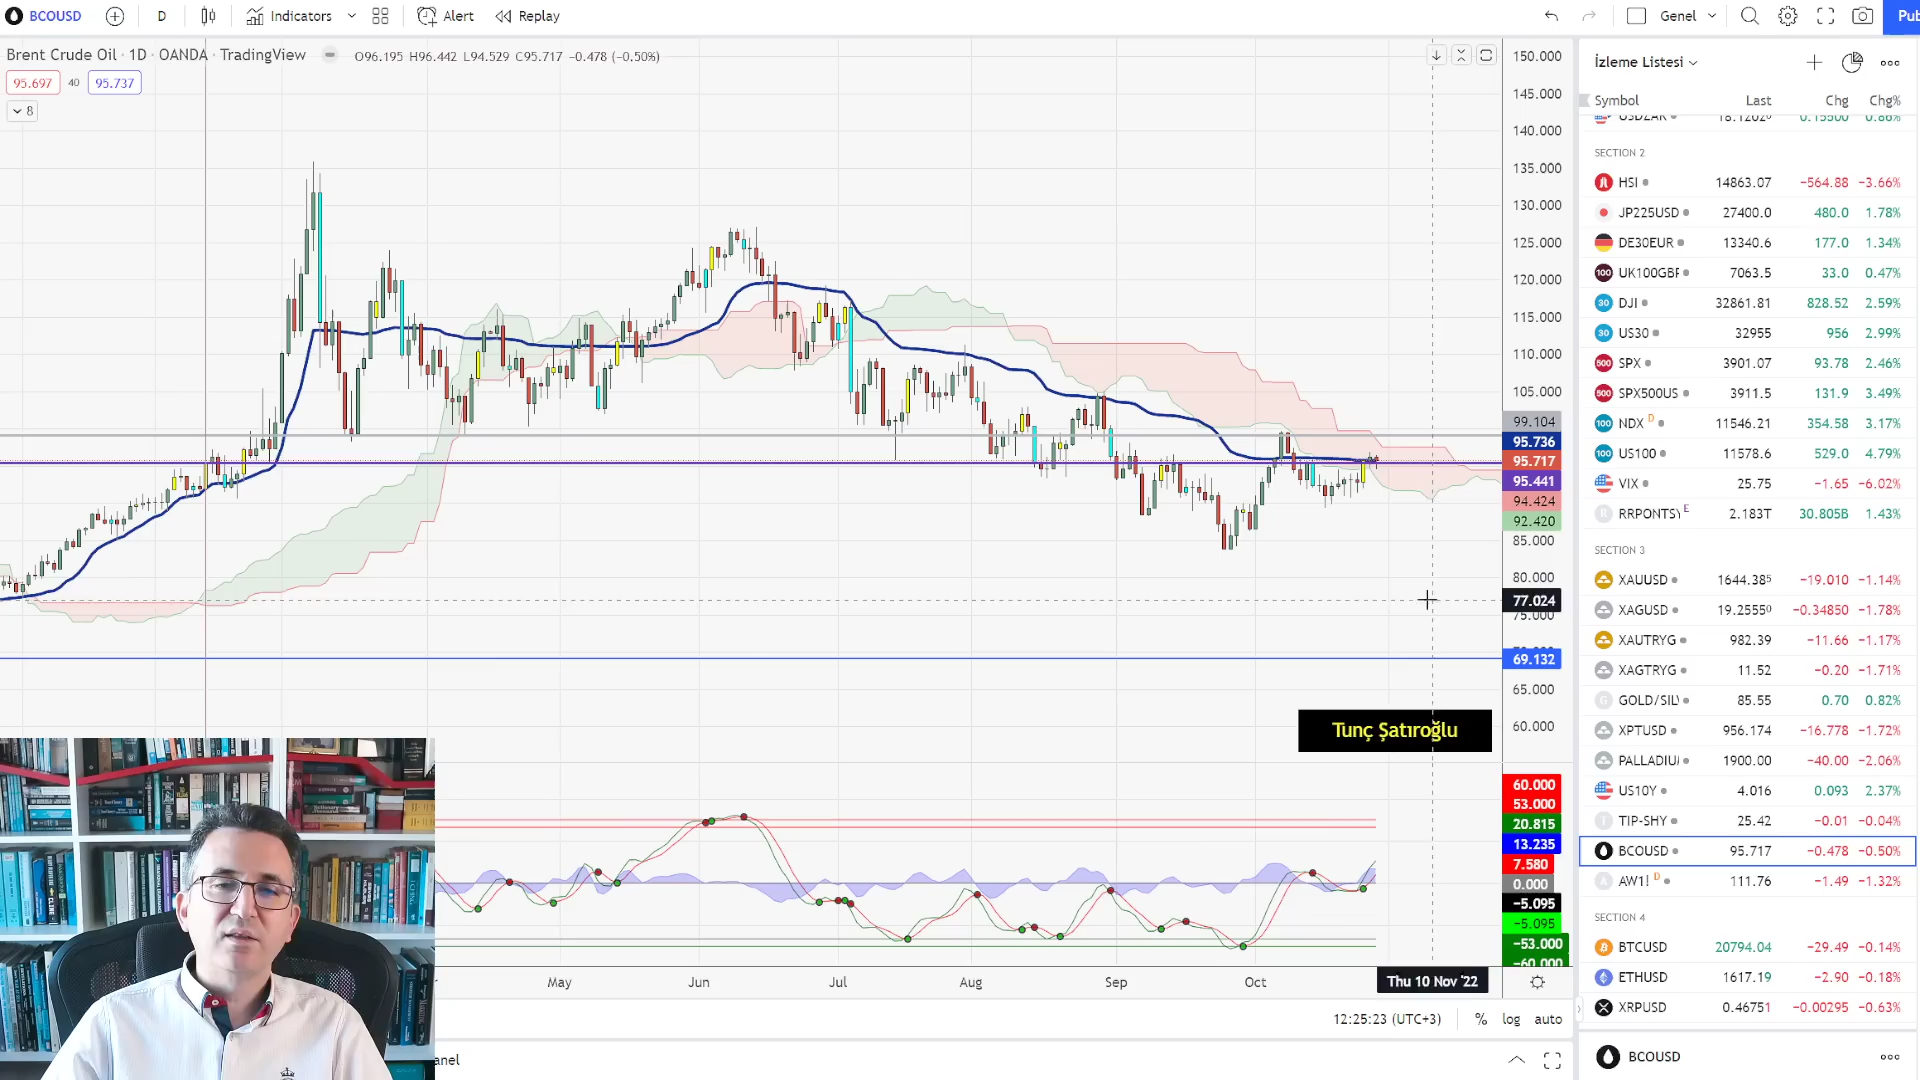 BCOUSD D Indicators Alert Replay Genel Pub
Brent Crude Oil · 1D · OANDA · TradingView O96.195 H96.442 L94.529 C95.717 −0.478 (−0.50%)
95.697 40 95.737
8
150.000
145.000
140.000
135.000
130.000
125.000
120.000
115.000
110.000
105.000
99.104
95.736
95.717
95.441
94.424
92.420
85.000
80.000
77.024
75.000
69.132
65.000
60.000
Tunç Şatıroğlu
60.000
53.000
20.815
13.235
7.580
0.000
−5.095
−5.095
−53.000
−60.000
May Jun Jul Aug Sep Oct Thu 10 Nov '22
12:25:23 (UTC+3) % log auto
anel
İzleme Listesi
Symbol Last Chg Chg%
USDZAR 18.1202⁰ 0.15500 0.86%
SECTION 2
HSI 14863.07 −564.88 −3.66%
JP225USD 27400.0 480.0 1.78%
DE30EUR 13340.6 177.0 1.34%
100 UK100GBP 7063.5 33.0 0.47%
30 DJI 32861.81 828.52 2.59%
30 US30 32955 956 2.99%
500 SPX 3901.07 93.78 2.46%
500 SPX500US 3911.5 131.9 3.49%
100 NDX D 11546.21 354.58 3.17%
100 US100 11578.6 529.0 4.79%
VIX 25.75 −1.65 −6.02%
R RRPONTSY E 2.183T 30.805B 1.43%
SECTION 3
XAUUSD 1644.38⁵ −19.010 −1.14%
XAGUSD 19.2555⁰ −0.34850 −1.78%
XAUTRYG 982.39 −11.66 −1.17%
XAGTRYG 11.52 −0.20 −1.71%
G GOLD/SIL 85.55 0.70 0.82%
XPTUSD 956.174 −16.778 −1.72%
PALLADIU 1900.00 −40.00 −2.06%
US10Y 4.016 0.093 2.37%
T TIP-SHY 25.42 −0.01 −0.04%
BCOUSD 95.717 −0.478 −0.50%
A AW1! D 111.76 −1.49 −1.32%
SECTION 4
BTCUSD 20794.04 −29.49 −0.14%
ETHUSD 1617.19 −2.90 −0.18%
XRPUSD 0.46751 −0.00295 −0.63%
BCOUSD